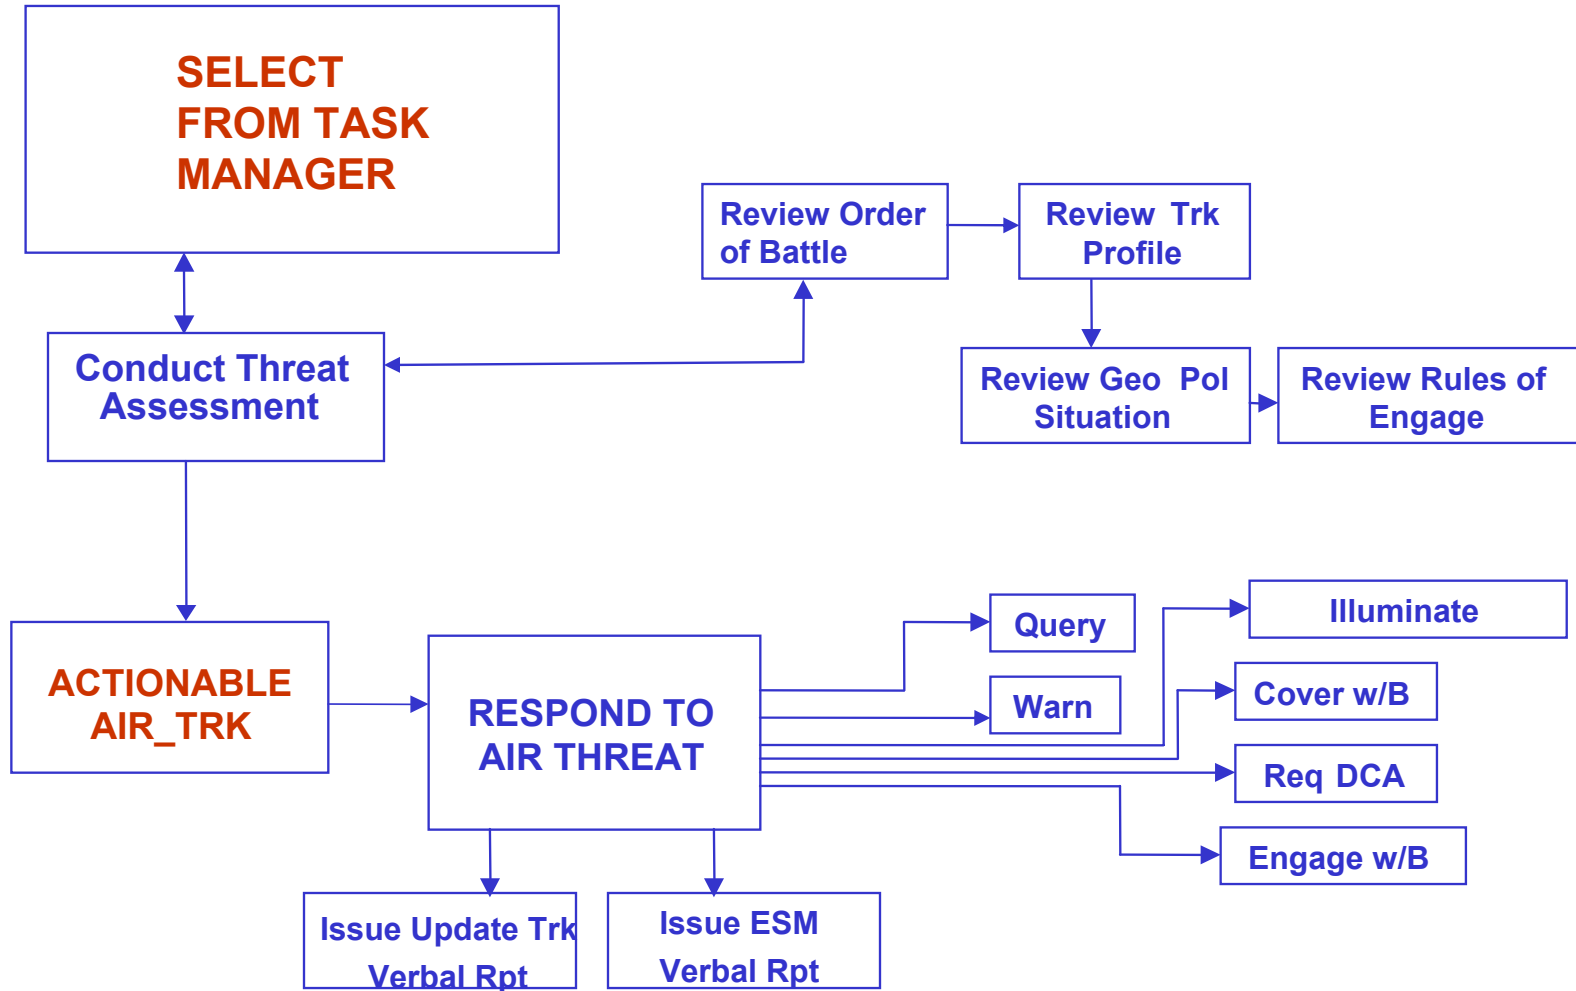 SELECT
FROM TASK
MANAGER
Review Order
of Battle
Review Trk
Profile
Conduct Threat
Assessment
Review Geo Pol
Situation
Review Rules of
Engage
ACTIONABLE
AIR_TRK
RESPOND TO
AIR THREAT
Query
Warn
Illuminate
Cover w/B
Req DCA
Engage w/B
Issue Update Trk
Verbal Rpt
Issue ESM
Verbal Rpt